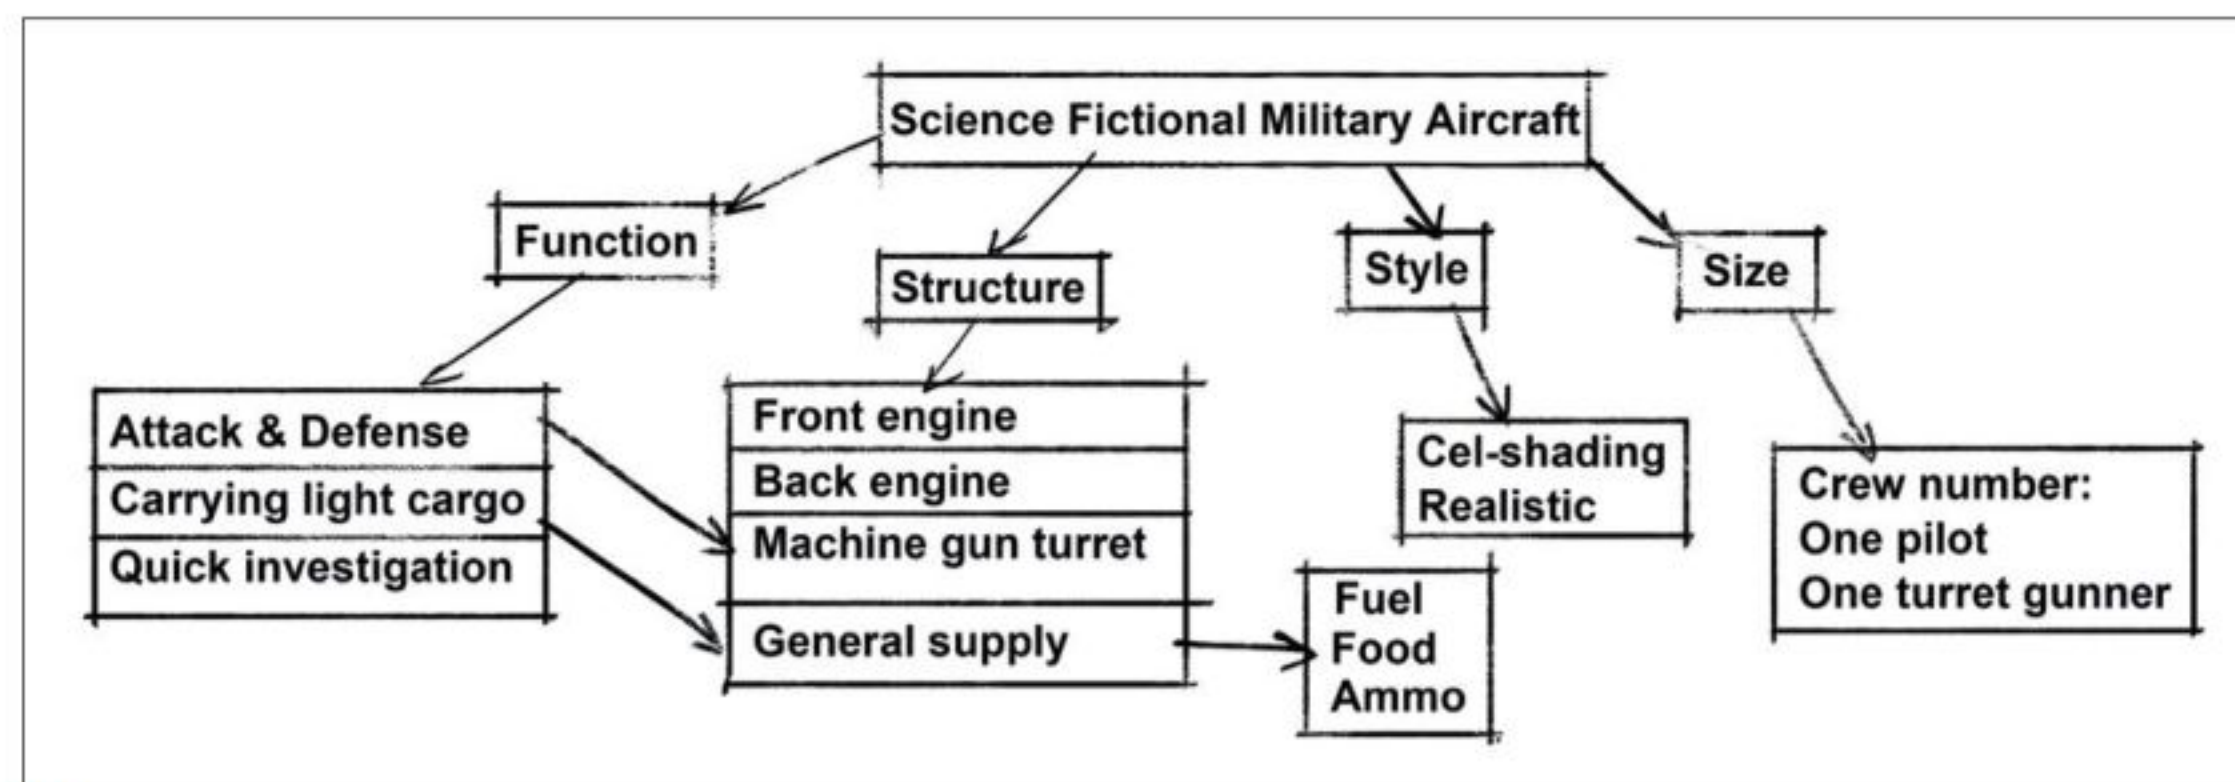 Science Fictional Military Aircraft
Function
Structure
Style
Size
Attack & Defense
Carrying light cargo
Quick investigation
Front engine
Back engine
Machine gun turret
General supply
Cel-shading
Realistic
Fuel
Food
Ammo
Crew number:
One pilot
One turret gunner